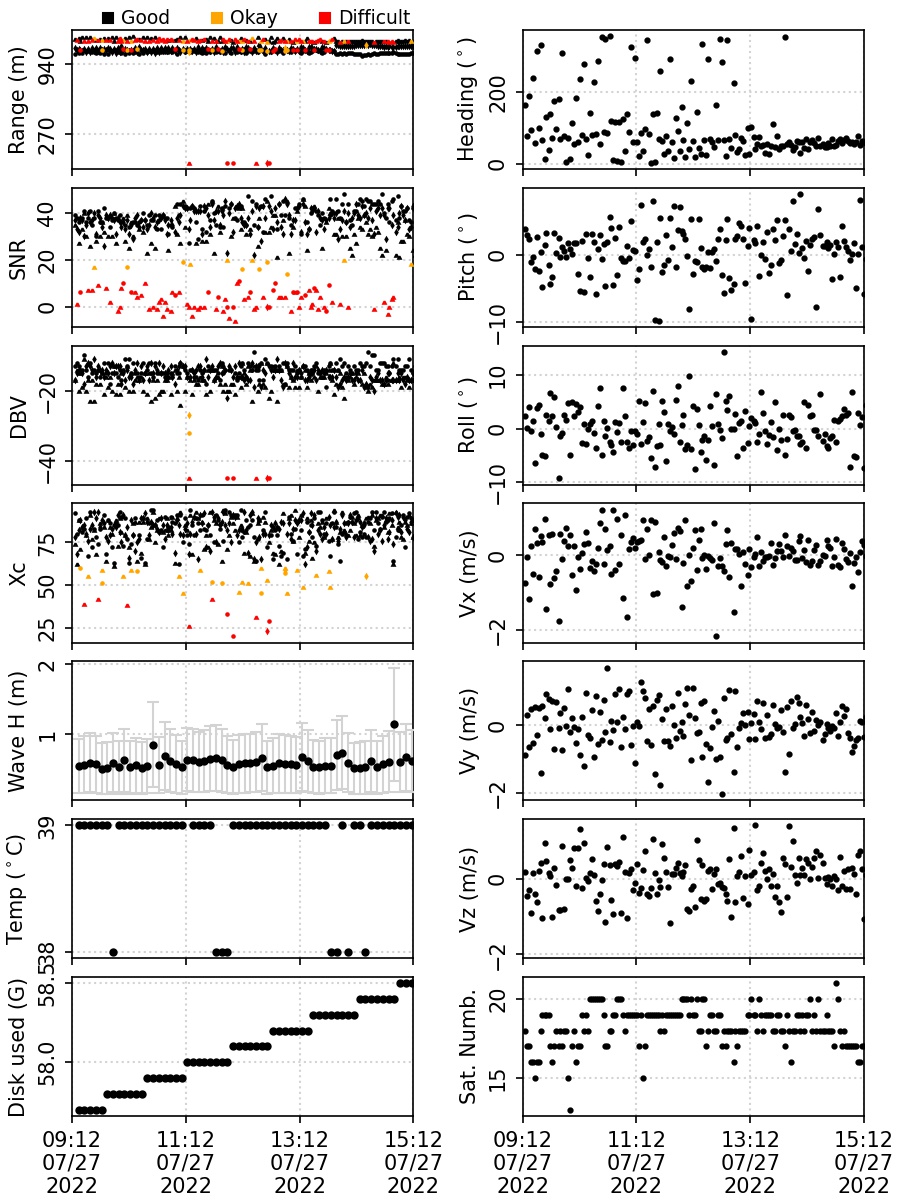 Good Okay Difficult
Range (m)
940
270
Heading (°)
200
0
SNR
40
20
0
Pitch (°)
0
−10
DBV
−20
−40
Roll (°)
10
0
−10
Xc
75
50
25
Vx (m/s)
0
−2
Wave H (m)
2
1
Vy (m/s)
0
−2
Temp (°C)
39
38
Vz (m/s)
0
−2
Disk used (G)
58.5
58.0
Sat. Numb.
20
15
09:12 11:12 13:12 15:12 09:12 11:12 13:12 15:12
07/27 07/27 07/27 07/27 07/27 07/27 07/27 07/27
2022 2022 2022 2022 2022 2022 2022 2022